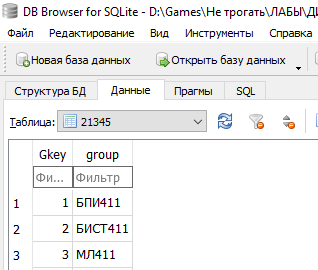 DB Browser for SQLite - D:\Games\Не трогать\ЛАБЫ\ДИ
Файл Редактирование Вид Инструменты Справка
Новая база данных Открыть базу данных
Структура БД Данные Прагмы SQL
Таблица: 21345
Gkey group
Фи... Фильтр
1 1 БПИ411
2 2 БИСТ411
3 3 МЛ411